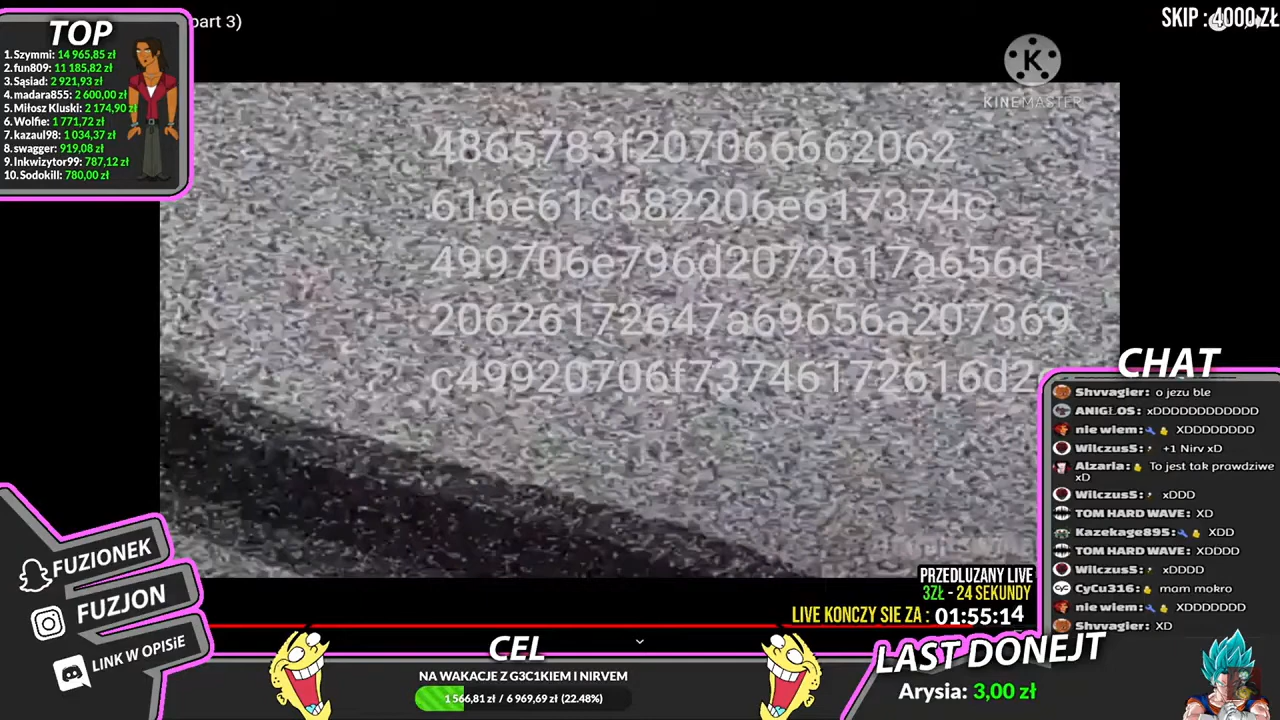 part 3)
SKIP : 4000 ZŁ
TOP
1. Szymmi: 14 965,85 zł
2. fun809: 11 185,82 zł
3. Sąsiad: 2 921,93 zł
4. madara855: 2 600,00 zł
5. Miłosz Kluski: 2 174,90 zł
6. Wolfie: 1 771,72 zł
7. kazaul98: 1 034,37 zł
8. swagger: 919,08 zł
9. Inkwizytor99: 787,12 zł
10. Sodokill: 780,00 zł
K
KINEMASTER
4865783f207066662062
616e61c582206e617374c
499706e796d2072617a656d
20626172647a69656a207369
c49920706f73746172616d2
CHAT
Shvvagier: o jezu ble
ANIGLOS: xDDDDDDDDDDDD
nie wiem: XDDDDDDDD
WilczusS: +1 Nirv xD
Alzaria: To jest tak prawdziwe
xD
WilczusS: xDDD
TOM HARD WAVE: XD
Kazekage895: XDD
TOM HARD WAVE: XDDDD
WilczusS: xDDDD
CyCu316: mam mokro
nie wiem: XDDDDDDD
Shvvagier: XD
FUZIONEK
FUZJON
LINK W OPISiE
PRZEDLUZANY LIVE
3ZŁ - 24 SEKUNDY
LIVE KONCZY SIE ZA : 01:55:14
CEL
NA WAKACJE Z G3C1KIEM I NIRVEM
1 566,81 zł / 6 969,69 zł (22.48%)
LAST DONEJT
Arysia: 3,00 zł